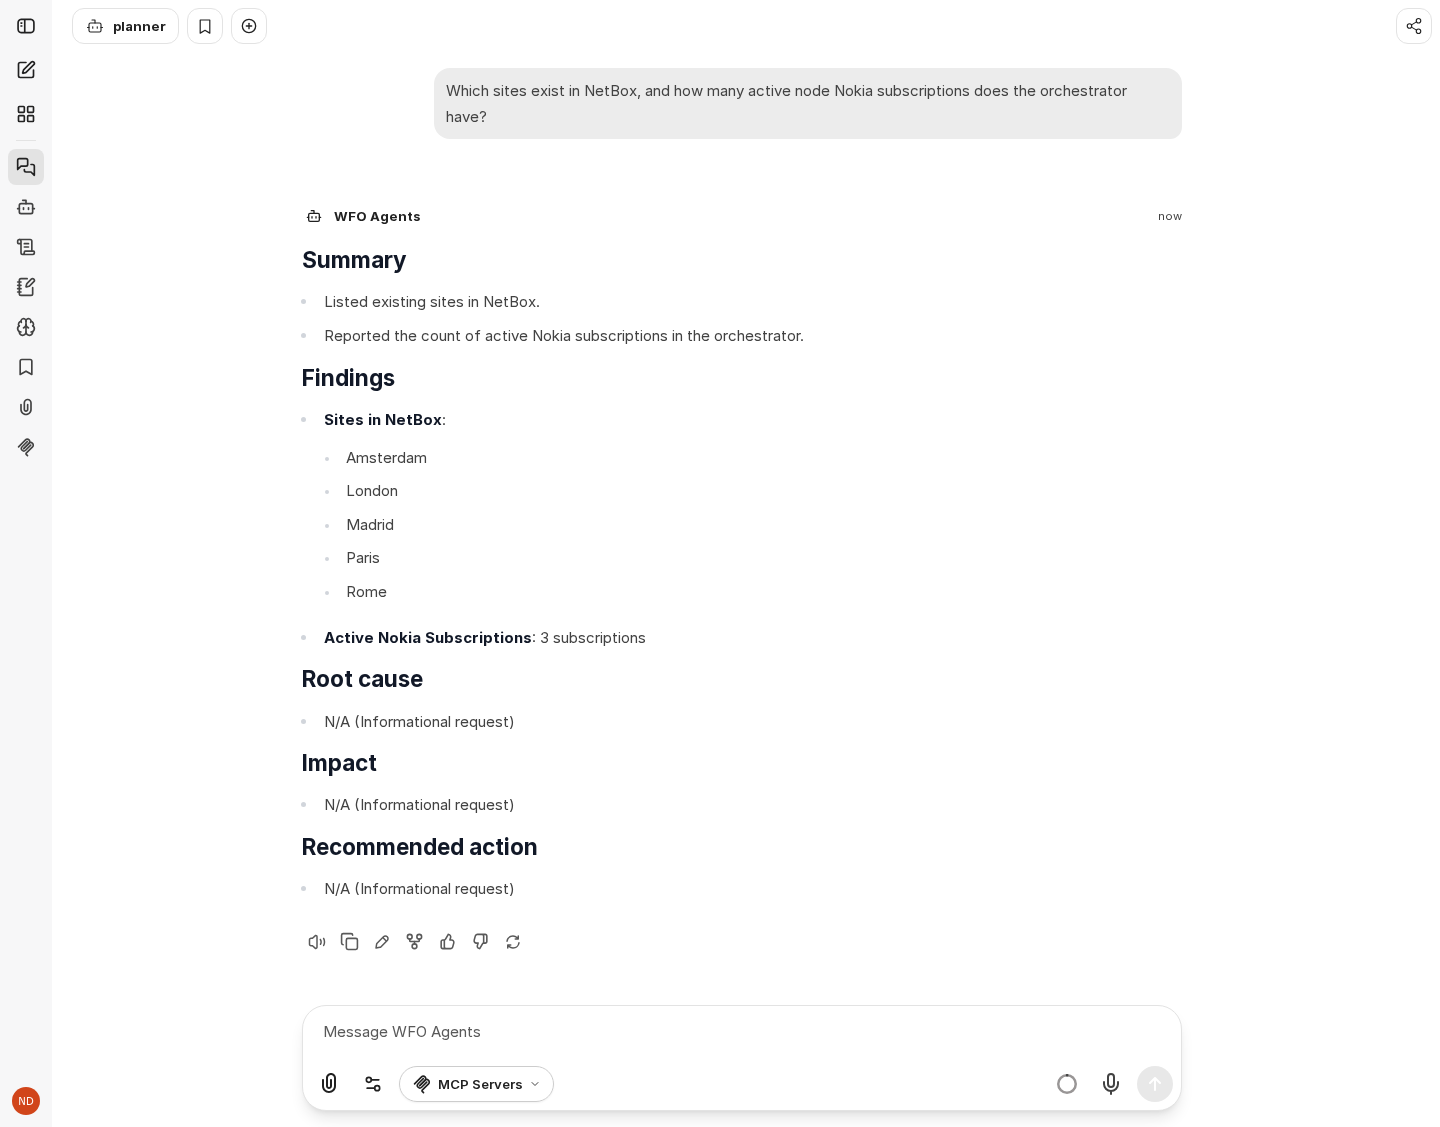 planner
Which sites exist in NetBox, and how many active node Nokia subscriptions does the orchestrator
have?
WFO Agents
now
Summary
Listed existing sites in NetBox.
Reported the count of active Nokia subscriptions in the orchestrator.
Findings
Sites in NetBox:
Amsterdam
London
Madrid
Paris
Rome
Active Nokia Subscriptions: 3 subscriptions
Root cause
N/A (Informational request)
Impact
N/A (Informational request)
Recommended action
N/A (Informational request)
Message WFO Agents
MCP Servers
ND